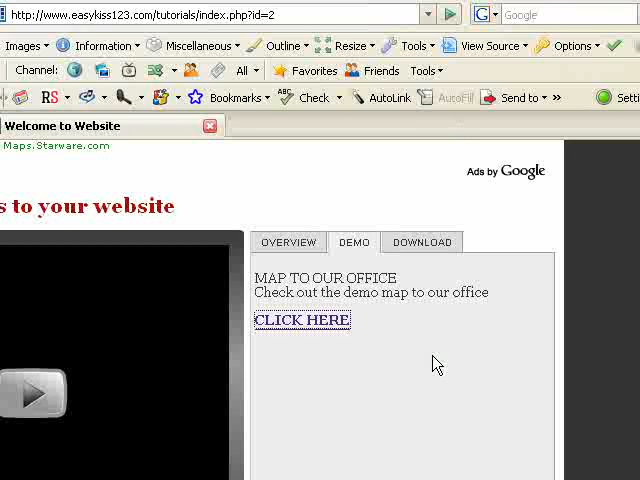 http://www.easykiss123.com/tutorials/index.php?id=2 Google
Images Information Miscellaneous Outline Resize Tools View Source Options
Channel: All Favorites Friends Tools
RS Bookmarks ABC Check AutoLink AutoFill Send to » Setti
Welcome to Website
Maps.Starware.com
Ads by Google
s to your website
OVERVIEW DEMO DOWNLOAD
MAP TO OUR OFFICE
Check out the demo map to our office
CLICK HERE